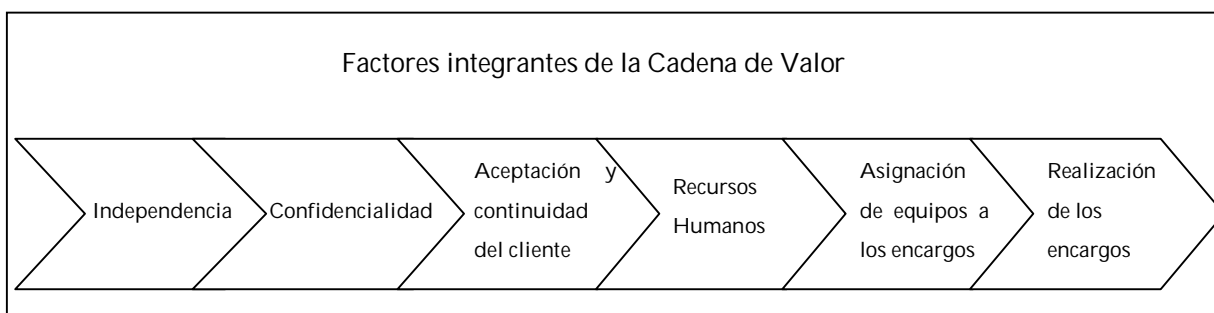 Factores integrantes de la Cadena de Valor
Independencia
Confidencialidad
Aceptación y
continuidad
del cliente
Recursos
Humanos
Asignación
de equipos a
los encargos
Realización
de los
encargos